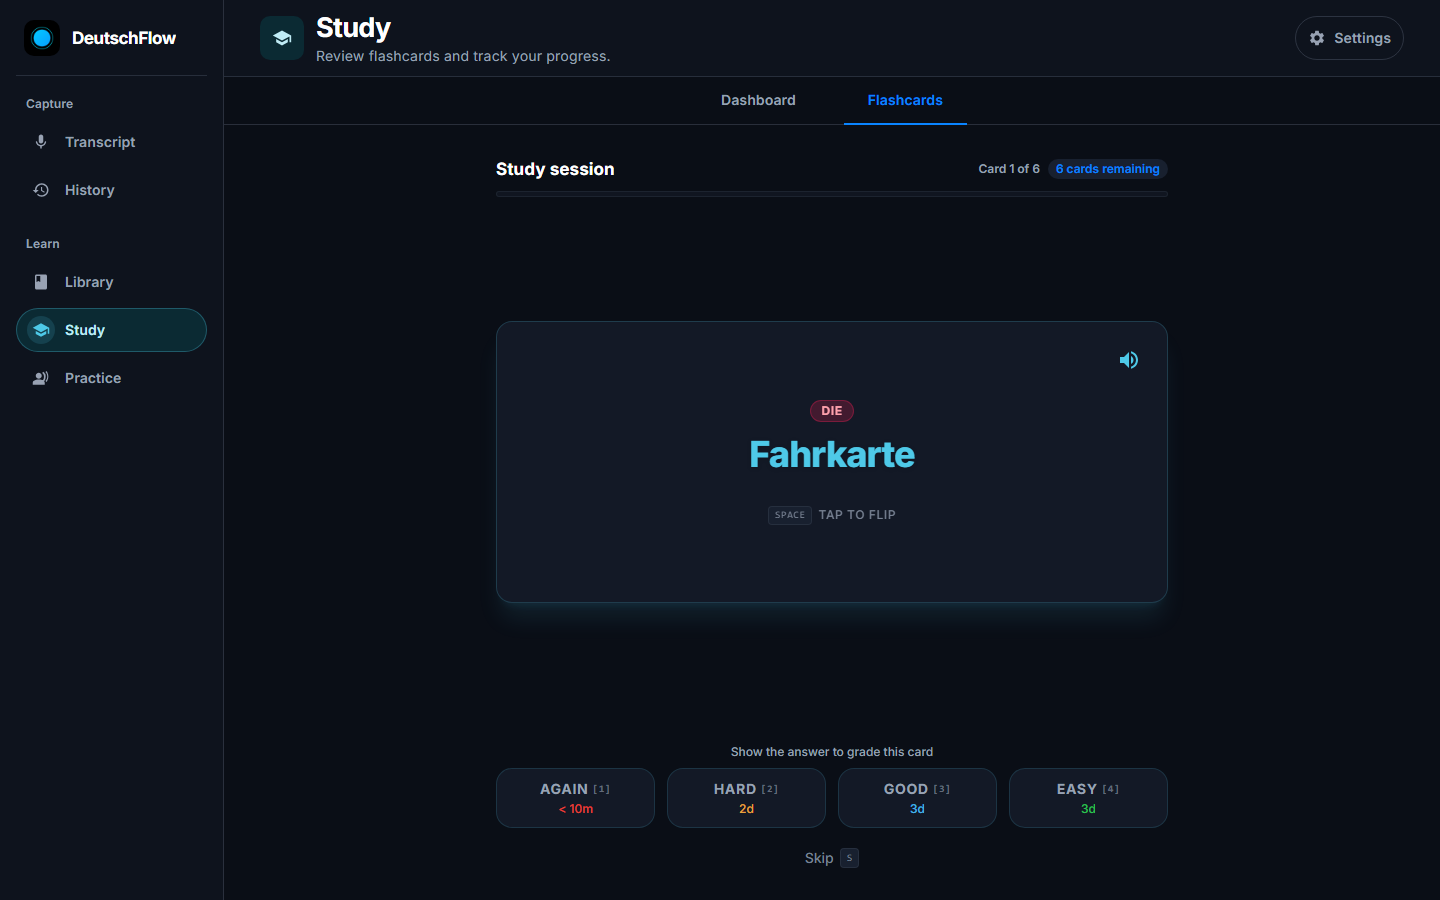 DeutschFlow
Capture
Transcript
History
Learn
Library
Study
Practice
Study
Review flashcards and track your progress.
Settings
Dashboard
Flashcards
Study session
Card 1 of 6
6 cards remaining
DIE
Fahrkarte
SPACE TAP TO FLIP
Show the answer to grade this card
AGAIN [1]
< 10m
HARD [2]
2d
GOOD [3]
3d
EASY [4]
3d
Skip S